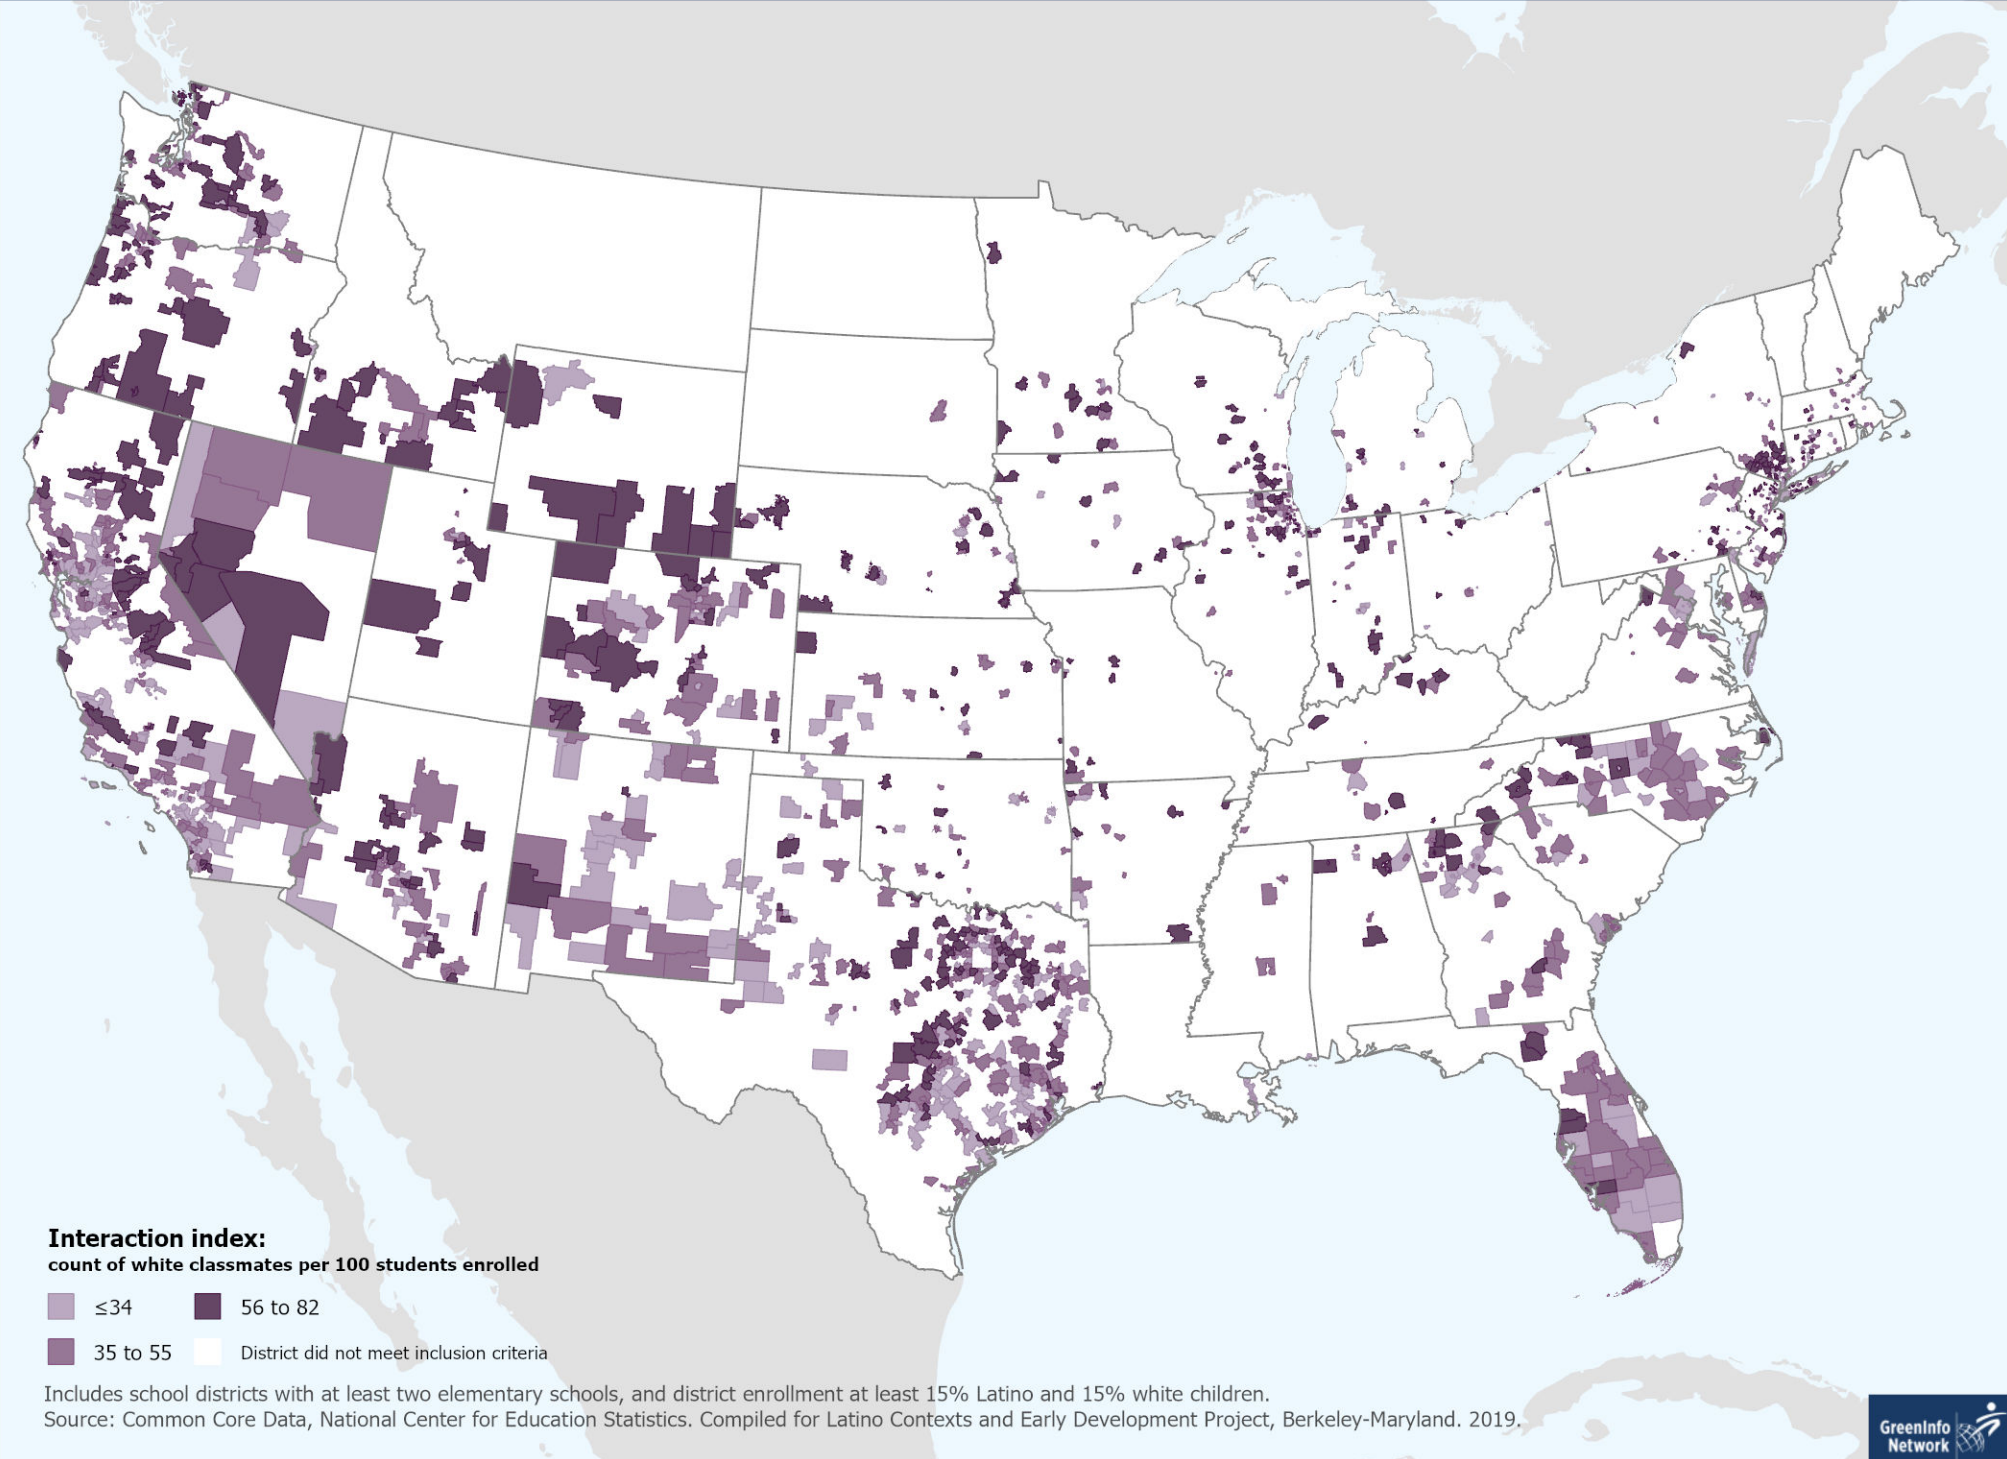 Interaction index:
count of white classmates per 100 students enrolled
≤34
56 to 82
35 to 55
District did not meet inclusion criteria
Includes school districts with at least two elementary schools, and district enrollment at least 15% Latino and 15% white children.
Source: Common Core Data, National Center for Education Statistics. Compiled for Latino Contexts and Early Development Project, Berkeley-Maryland. 2019.
GreenInfo
Network